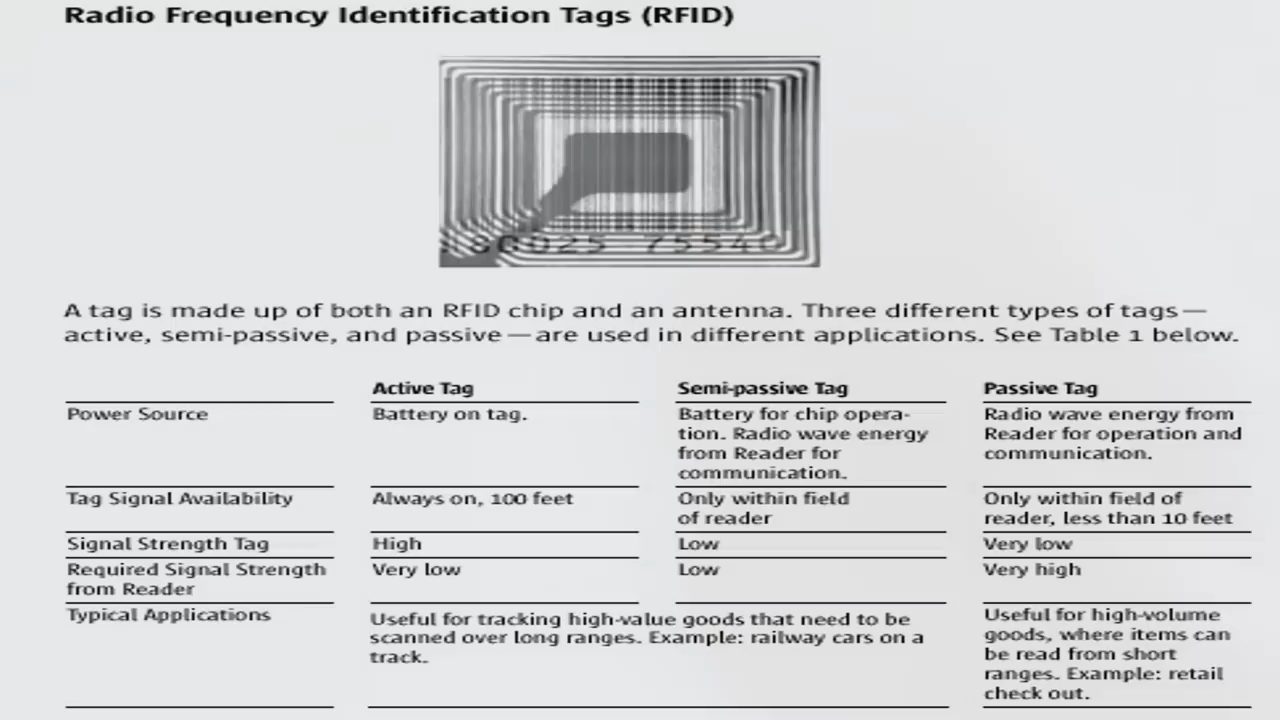 Radio Frequency Identification Tags (RFID)
180025 75540
A tag is made up of both an RFID chip and an antenna. Three different types of tags—
active, semi-passive, and passive—are used in different applications. See Table 1 below.
Active Tag Semi-passive Tag Passive Tag
Power Source
Battery on tag.
Battery for chip opera-
tion. Radio wave energy
from Reader for
communication.
Radio wave energy from
Reader for operation and
communication.
Tag Signal Availability
Always on, 100 feet
Only within field
of reader
Only within field of
reader, less than 10 feet
Signal Strength Tag
High
Low
Very low
Required Signal Strength
from Reader
Very low
Low
Very high
Typical Applications
Useful for tracking high-value goods that need to be
scanned over long ranges. Example: railway cars on a
track.
Useful for high-volume
goods, where items can
be read from short
ranges. Example: retail
check out.